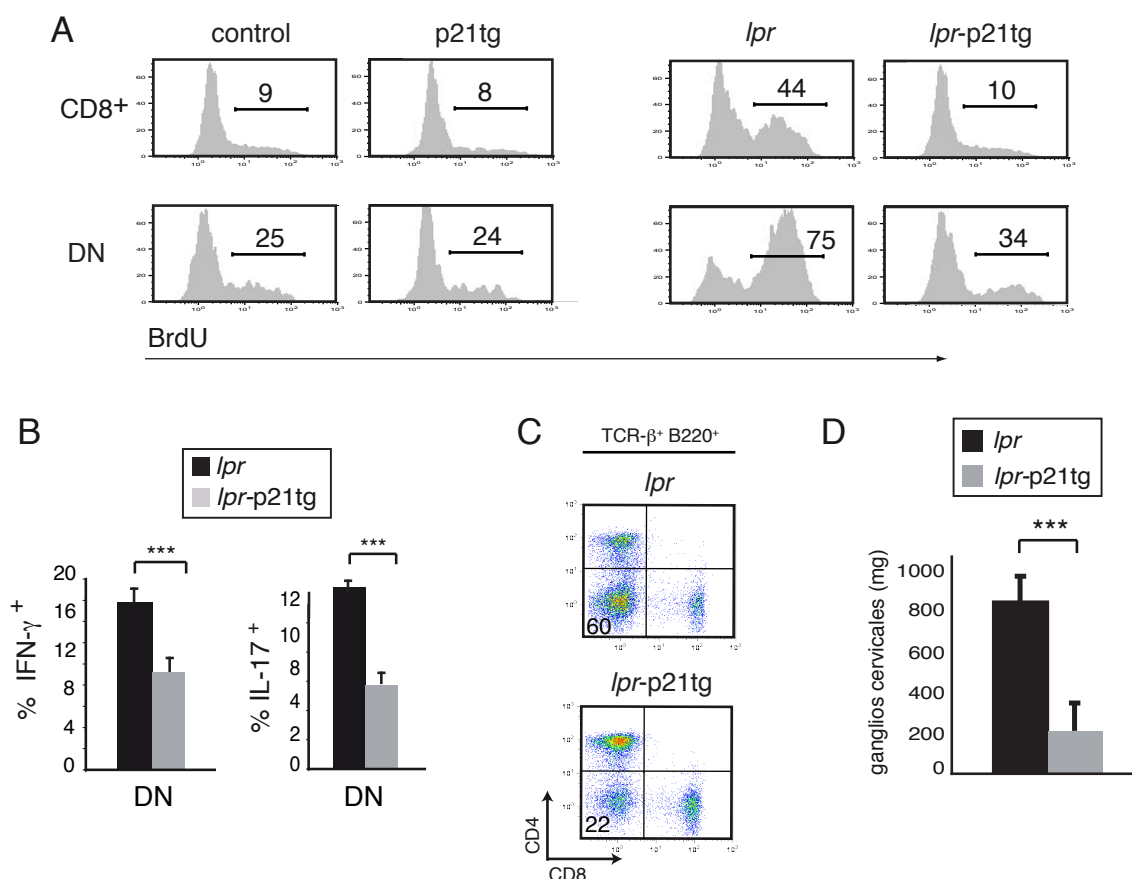 A
control
p21tg
lpr
lpr-p21tg
CD8+
9
8
44
10
DN
25
24
75
34
BrdU
B
lpr
lpr-p21tg
***
***
% IFN-γ +
20
16
12
8
4
0
DN
% IL-17 +
12
10
8
6
4
2
0
DN
C
TCR-β+ B220+
lpr
60
lpr-p21tg
22
CD4
CD8
D
lpr
lpr-p21tg
***
ganglios cervicales (mg)
1000
800
600
400
200
0